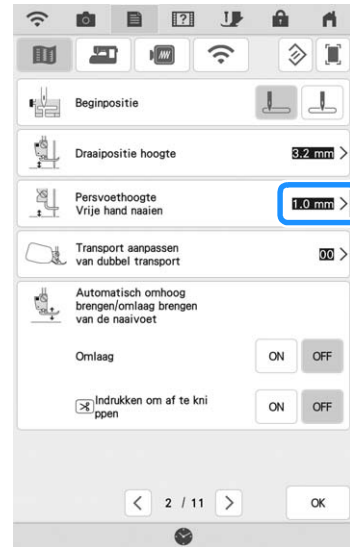 Beginpositie
Draaipositie hoogte
3.2 mm >
Persvoethoogte
Vrije hand naaien
1.0 mm >
Transport aanpassen
van dubbel transport
00 >
Automatisch omhoog
brengen/omlaag brengen
van de naaivoet
Omlaag
ON OFF
Indrukken om af te kni
ppen
ON OFF
< 2 / 11 >
OK